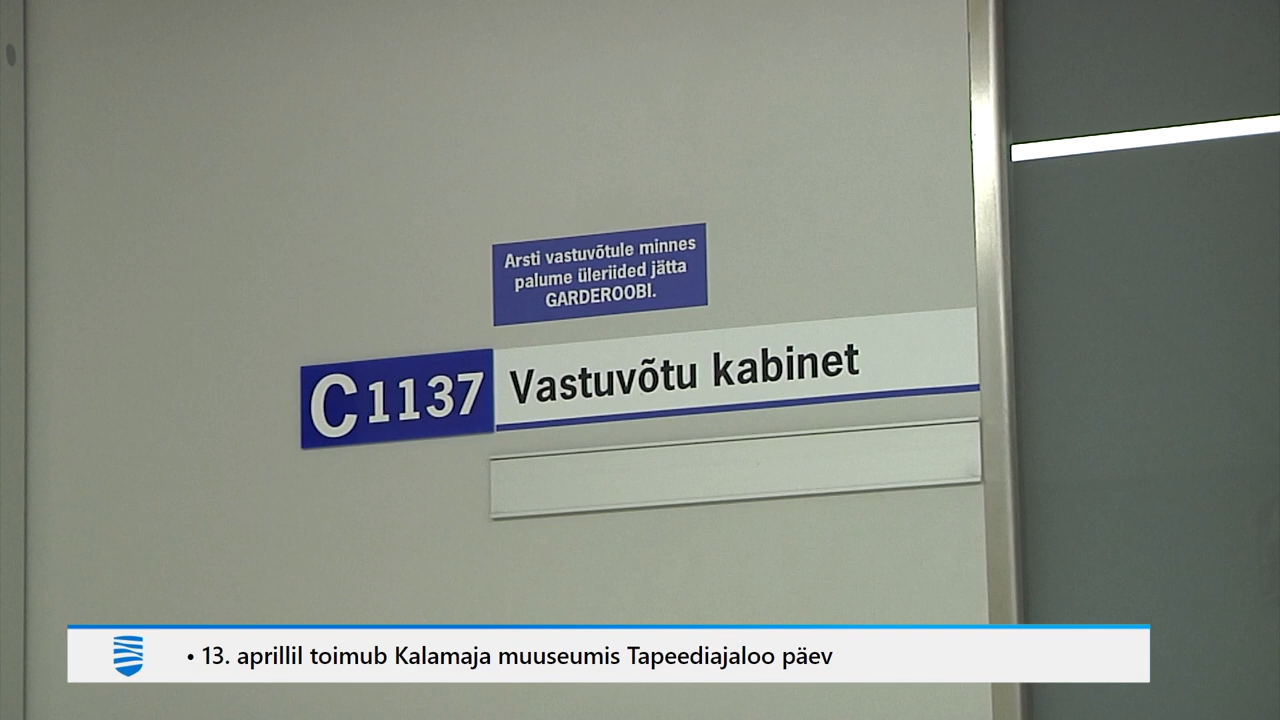 Arsti vastuvõtule minnes
palume üleriided jätta
GARDEROOBI.
C1137 Vastuvõtu kabinet
• 13. aprillil toimub Kalamaja muuseumis Tapeediajaloo päev